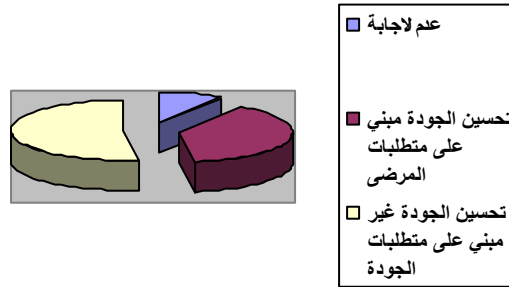 عدم لاجابة
تحسين الجودة مبني
على متطلبات
المرضى
تحسين الجودة غير
مبني على متطلبات
الجودة